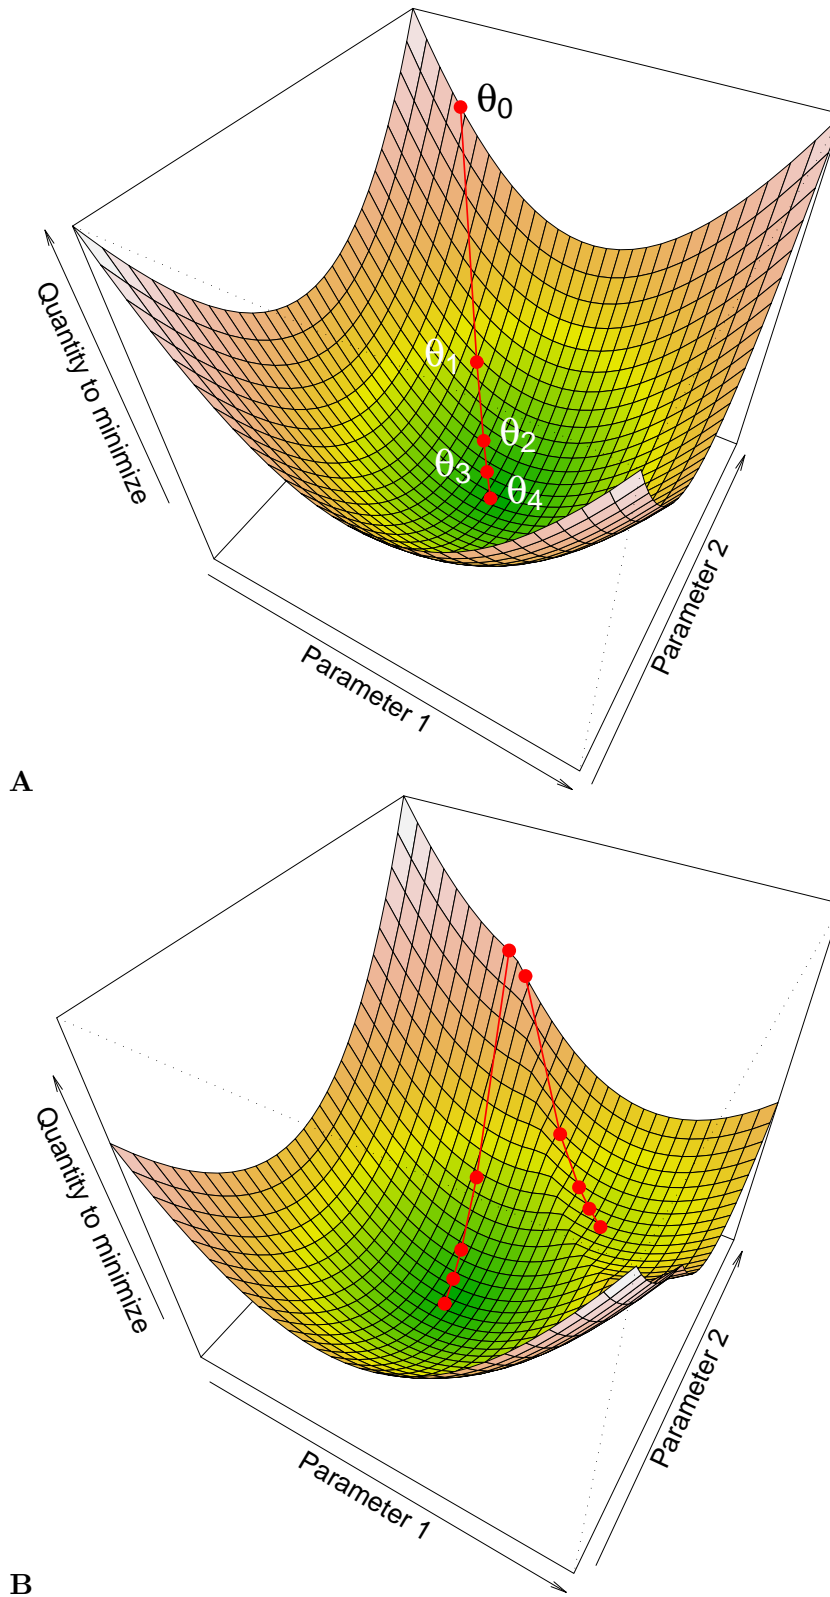 θ0
θ1
θ2
θ3
θ4
Quantity to minimize
Parameter 1
Parameter 2
A
Quantity to minimize
Parameter 1
Parameter 2
B